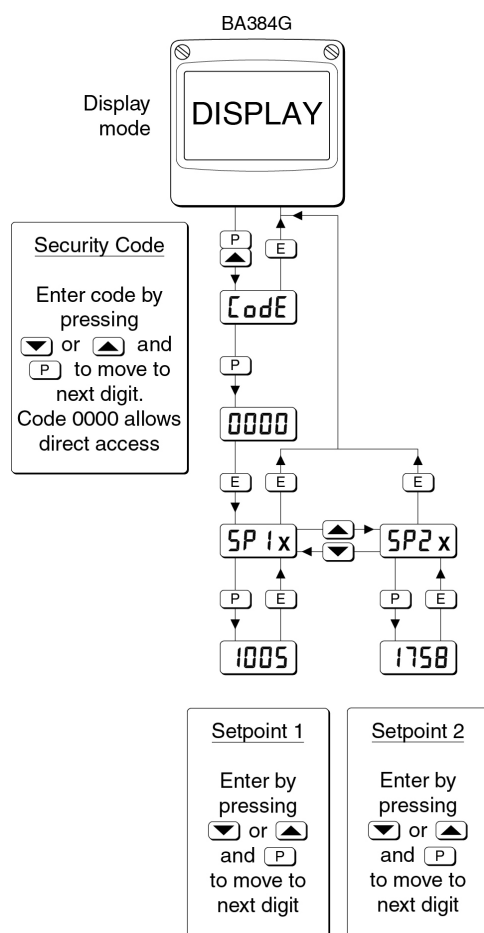 BA384G
Display
mode
DISPLAY
Security Code
Enter code by
pressing
or and
P to move to
next digit.
Code 0000 allows
direct access
P
E
CodE
P
0000
E E E
SP1x SP2x
P E P E
1005 1758
Setpoint 1
Enter by
pressing
or
and P
to move to
next digit
Setpoint 2
Enter by
pressing
or
and P
to move to
next digit